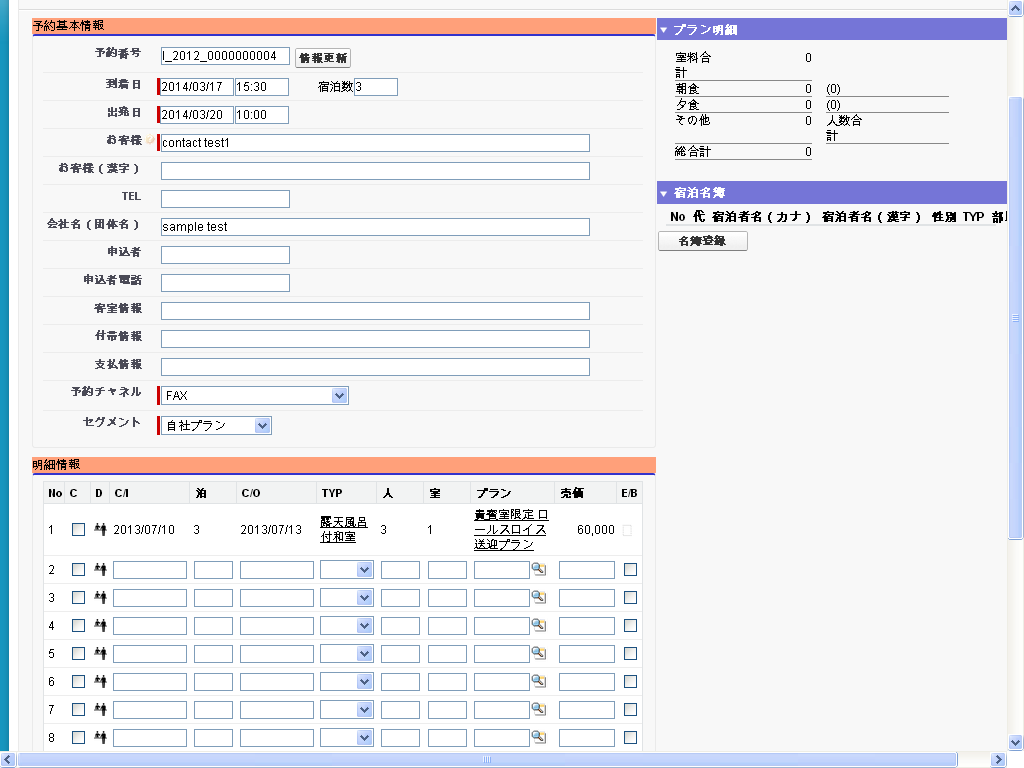 予約基本情報
予約番号 I_2012_0000000004 情報更新
到着日 2014/03/17 15:30 宿泊数 3
出発日 2014/03/20 10:00
お客様 contact test1
お客様（漢字）
TEL
会社名（団体名） sample test
申込者
申込者電話
客室情報
付帯情報
支払情報
予約チャネル FAX
セグメント 自社プラン
明細情報
No C D C/I 泊 C/O TYP 人 室 プラン 売価 E/B
1 2013/07/10 3 2013/07/13 露天風呂付和室 3 1 貴賓室限定 ロールスロイス送迎プラン 60,000
2
3
4
5
6
7
8
プラン明細
室料合計 0
朝食 0 (0)
夕食 0 (0)
その他 0 人数合計
総合計 0
宿泊名簿
No 代 宿泊者名（カナ） 宿泊者名（漢字） 性別 TYP 部
名簿登録